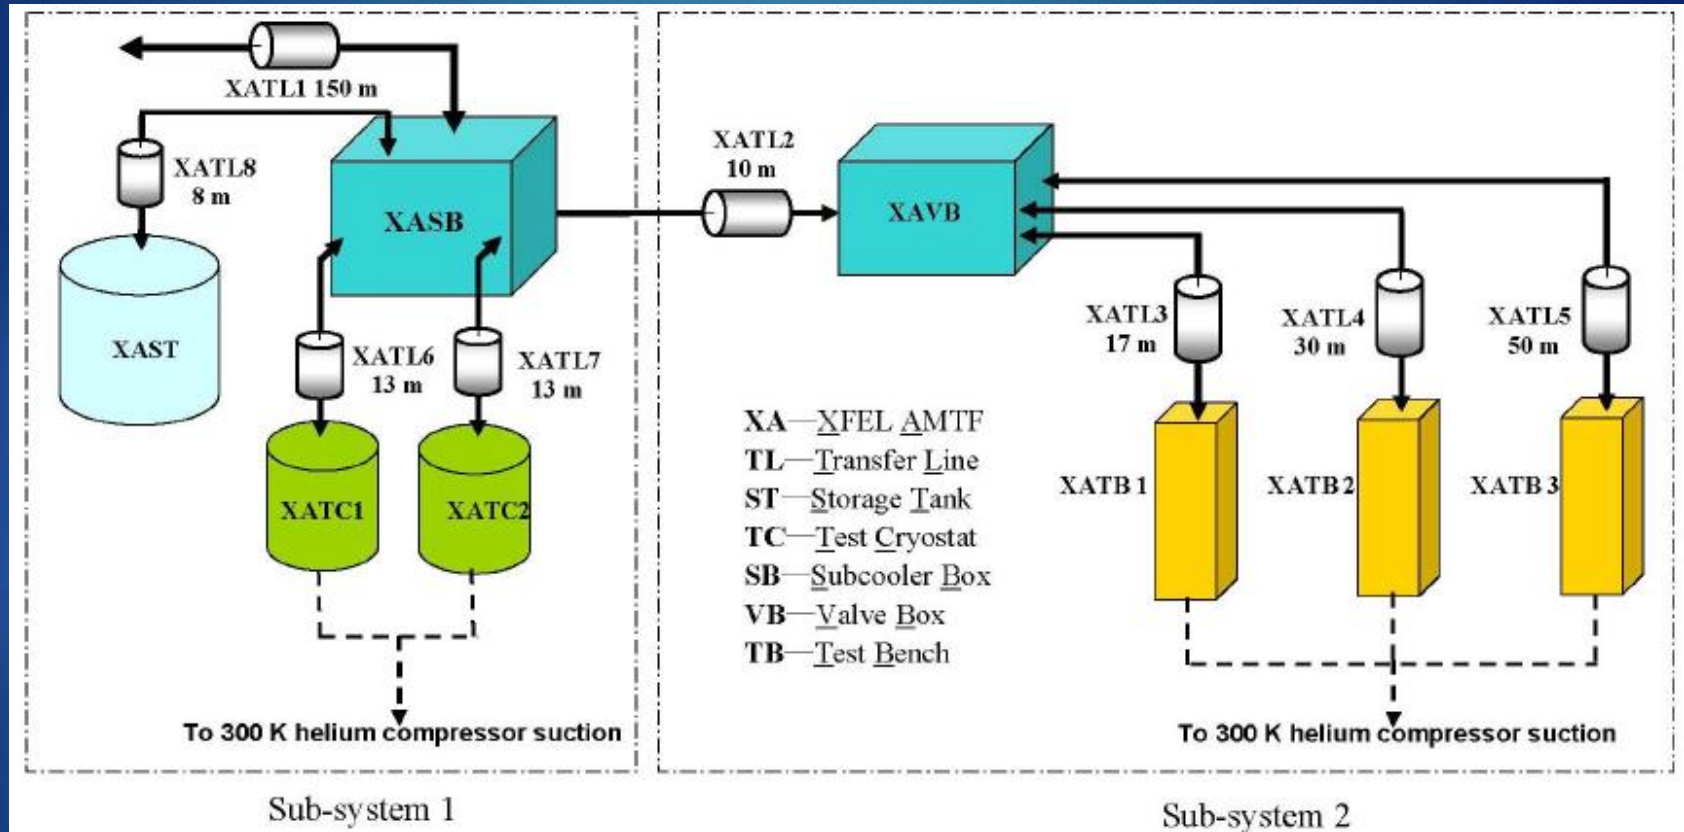 XATL1 150 m
XATL8
8 m
XASB
XAST
XATL6
13 m
XATL7
13 m
XATC1
XATC2
To 300 K helium compressor suction
Sub-system 1
XATL2
10 m
XAVB
XATL3
17 m
XATL4
30 m
XATL5
50 m
XA—XFEL AMTF
TL—Transfer Line
ST—Storage Tank
TC—Test Cryostat
SB—Subcooler Box
VB—Valve Box
TB—Test Bench
XATB 1
XATB 2
XATB 3
To 300 K helium compressor suction
Sub-system 2